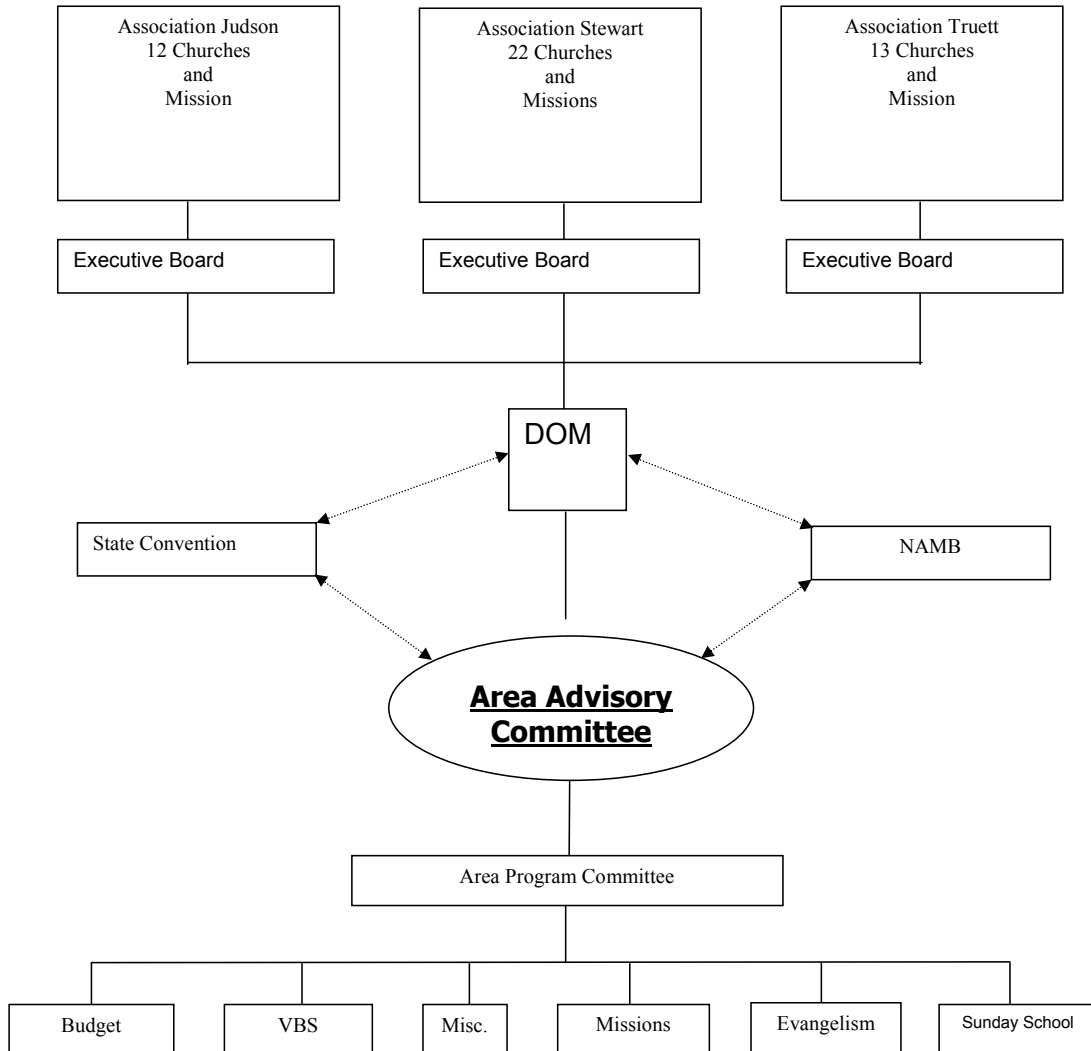 Association Judson
12 Churches
and
Mission
Association Stewart
22 Churches
and
Missions
Association Truett
13 Churches
and
Mission
Executive Board
Executive Board
Executive Board
DOM
State Convention
NAMB
Area Advisory
Committee
Area Program Committee
Budget
VBS
Misc.
Missions
Evangelism
Sunday School